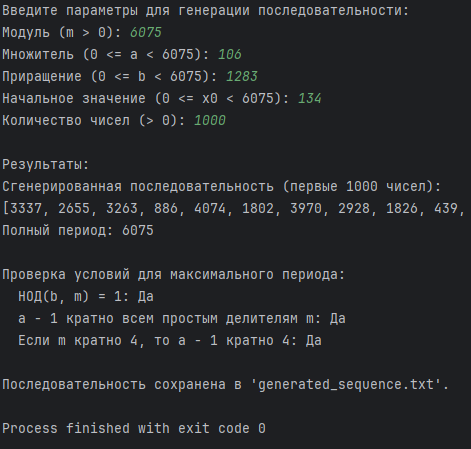 Введите параметры для генерации последовательности:
Модуль (m > 0): 6075
Множитель (0 <= a < 6075): 106
Приращение (0 <= b < 6075): 1283
Начальное значение (0 <= x0 < 6075): 134
Количество чисел (> 0): 1000
Результаты:
Сгенерированная последовательность (первые 1000 чисел):
[3337, 2655, 3263, 886, 4074, 1802, 3970, 2928, 1826, 439,
Полный период: 6075
Проверка условий для максимального периода:
НОД(b, m) = 1: Да
a - 1 кратно всем простым делителям m: Да
Если m кратно 4, то a - 1 кратно 4: Да
Последовательность сохранена в 'generated_sequence.txt'.
Process finished with exit code 0